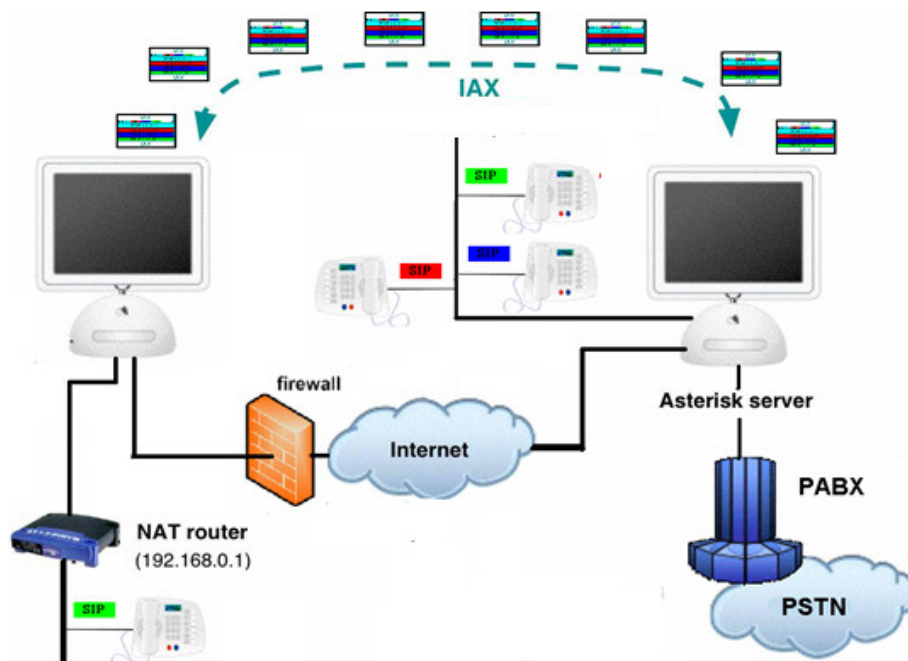 IAX
SIP
SIP
SIP
firewall
Internet
Asterisk server
PABX
PSTN
NAT router
(192.168.0.1)
SIP